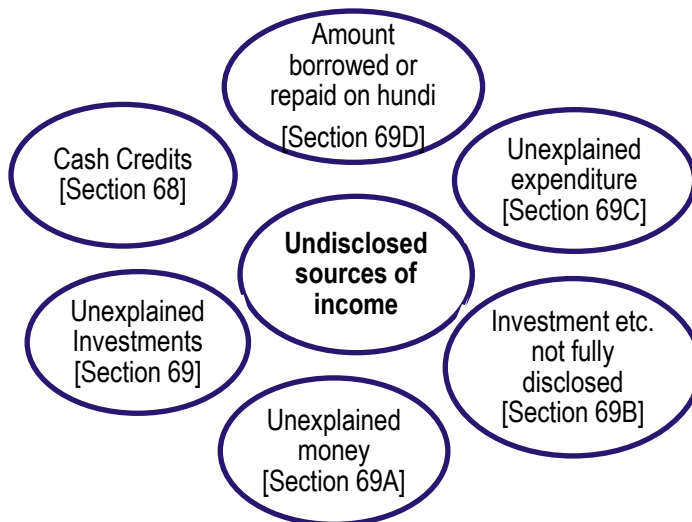 Amount
borrowed or
repaid on hundi
[Section 69D]
Cash Credits
[Section 68]
Unexplained
expenditure
[Section 69C]
Undisclosed
sources of
income
Unexplained
Investments
[Section 69]
Investment etc.
not fully
disclosed
[Section 69B]
Unexplained
money
[Section 69A]